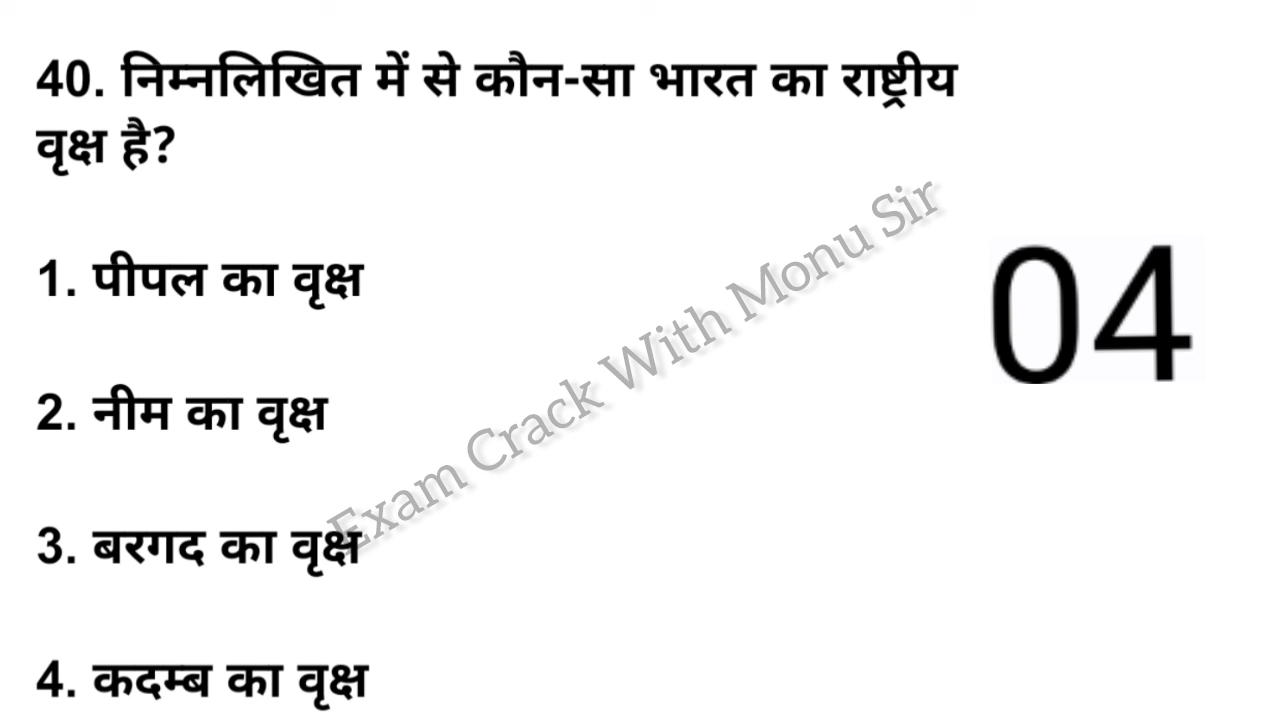 40. निम्नलिखित में से कौन-सा भारत का राष्ट्रीय
वृक्ष है?
1. पीपल का वृक्ष
2. नीम का वृक्ष
3. बरगद का वृक्ष
4. कदम्ब का वृक्ष
04
Exam Crack With Monu Sir